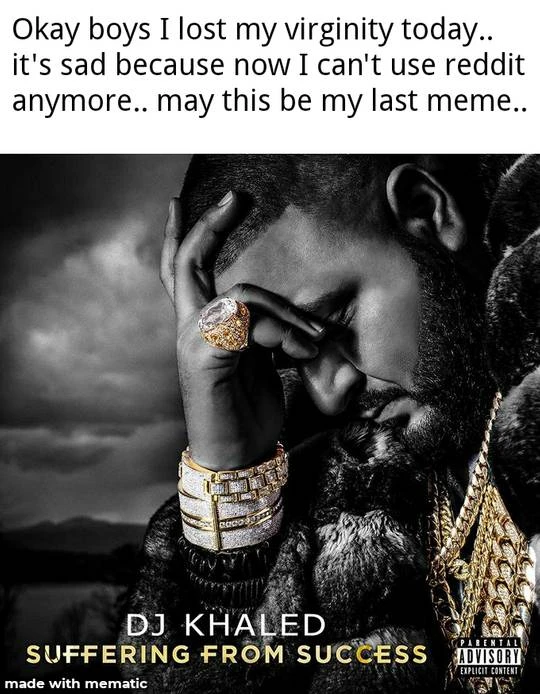 Okay boys I lost my virginity today..
it's sad because now I can't use reddit
anymore.. may this be my last meme..
DJ KHALED
SUFFERING FROM SUCCESS
PARENTAL
ADVISORY
EXPLICIT CONTENT
made with mematic